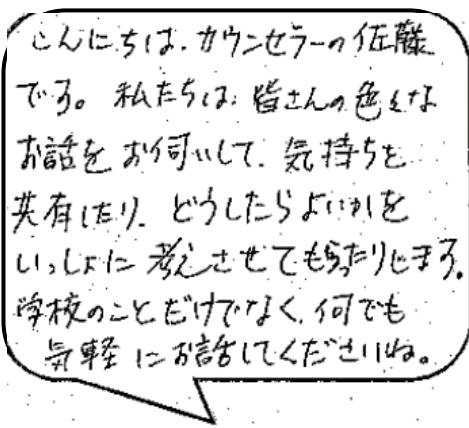 こんにちは、カウンセラーの佐藤
です。私たちは、皆さんの色々な
お話をお伺いして、気持ちを
共有したり、どうしたらよいかを
いっしょに考えさせてもらったりします。
学校のことだけでなく、何でも
気軽にお話してくださいね。